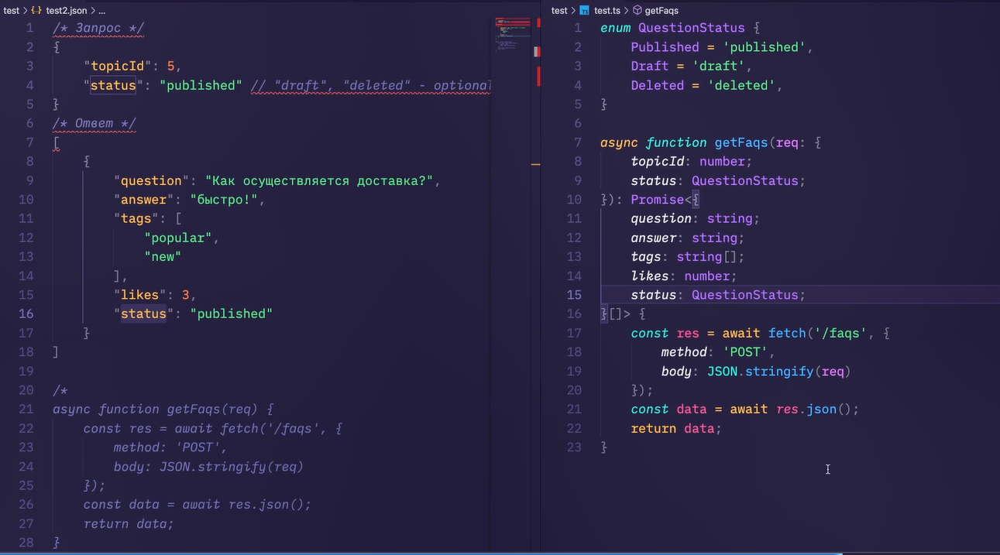 test > {} test2.json > ...
1 /* Запрос */
2 {
3     "topicId": 5,
4     "status": "published" // "draft", "deleted" - optional
5 }
6 /* Ответ */
7 [
8     {
9         "question": "Как осуществляется доставка?",
10         "answer": "быстро!",
11         "tags": [
12             "popular",
13             "new"
14         ],
15         "likes": 3,
16         "status": "published"
17     }
18 ]
19
20 /*
21 async function getFaqs(req) {
22     const res = await fetch('/faqs', {
23         method: 'POST',
24         body: JSON.stringify(req)
25     });
26     const data = await res.json();
27     return data;
28 }
test > TS test.ts > getFaqs
1 enum QuestionStatus {
2     Published = 'published',
3     Draft = 'draft',
4     Deleted = 'deleted',
5 }
6
7 async function getFaqs(req: {
8     topicId: number;
9     status: QuestionStatus;
10 }): Promise<{
11     question: string;
12     answer: string;
13     tags: string[];
14     likes: number;
15     status: QuestionStatus;
16 }[]> {
17     const res = await fetch('/faqs', {
18         method: 'POST',
19         body: JSON.stringify(req)
20     });
21     const data = await res.json();
22     return data;
23 }